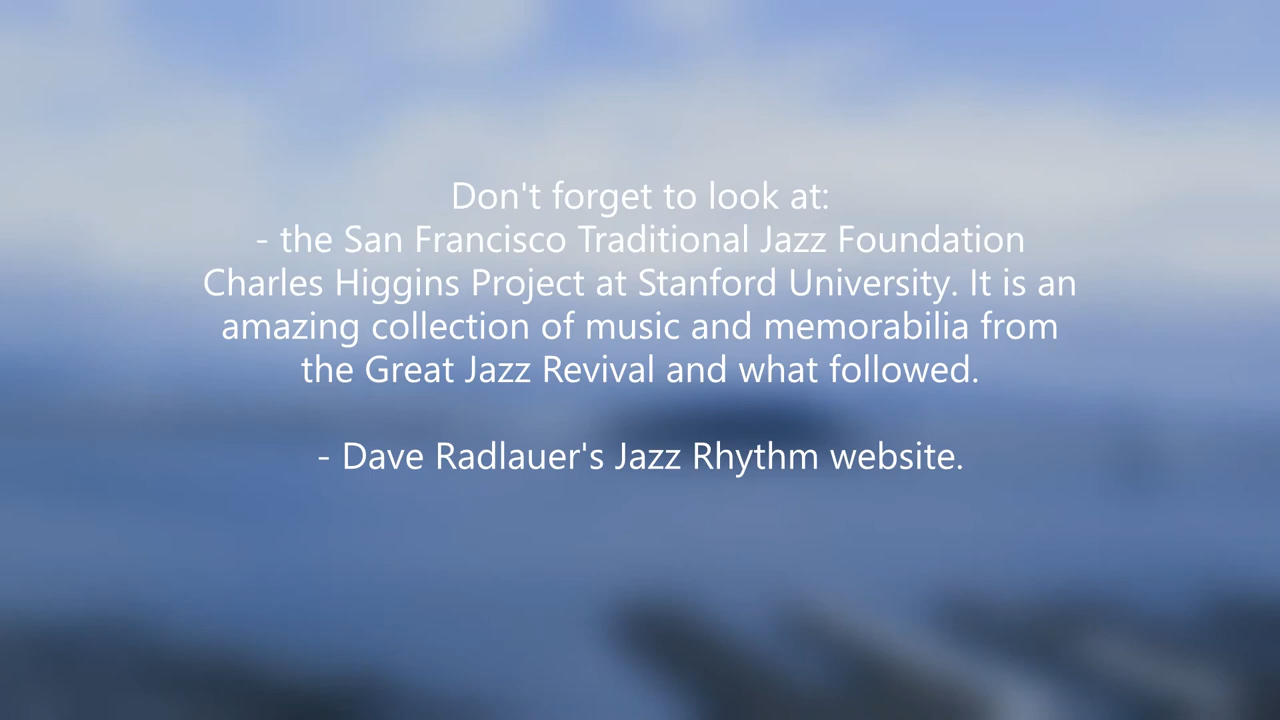 Don't forget to look at:
- the San Francisco Traditional Jazz Foundation
Charles Higgins Project at Stanford University. It is an
amazing collection of music and memorabilia from
the Great Jazz Revival and what followed.
- Dave Radlauer's Jazz Rhythm website.